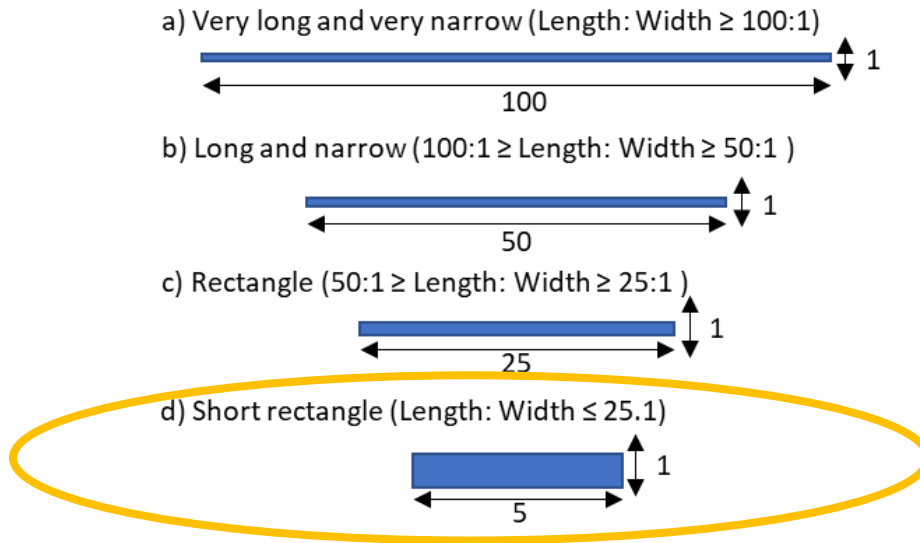 a) Very long and very narrow (Length: Width ≥ 100:1)
1
100
b) Long and narrow (100:1 ≥ Length: Width ≥ 50:1 )
1
50
c) Rectangle (50:1 ≥ Length: Width ≥ 25:1 )
1
25
d) Short rectangle (Length: Width ≤ 25.1)
1
5